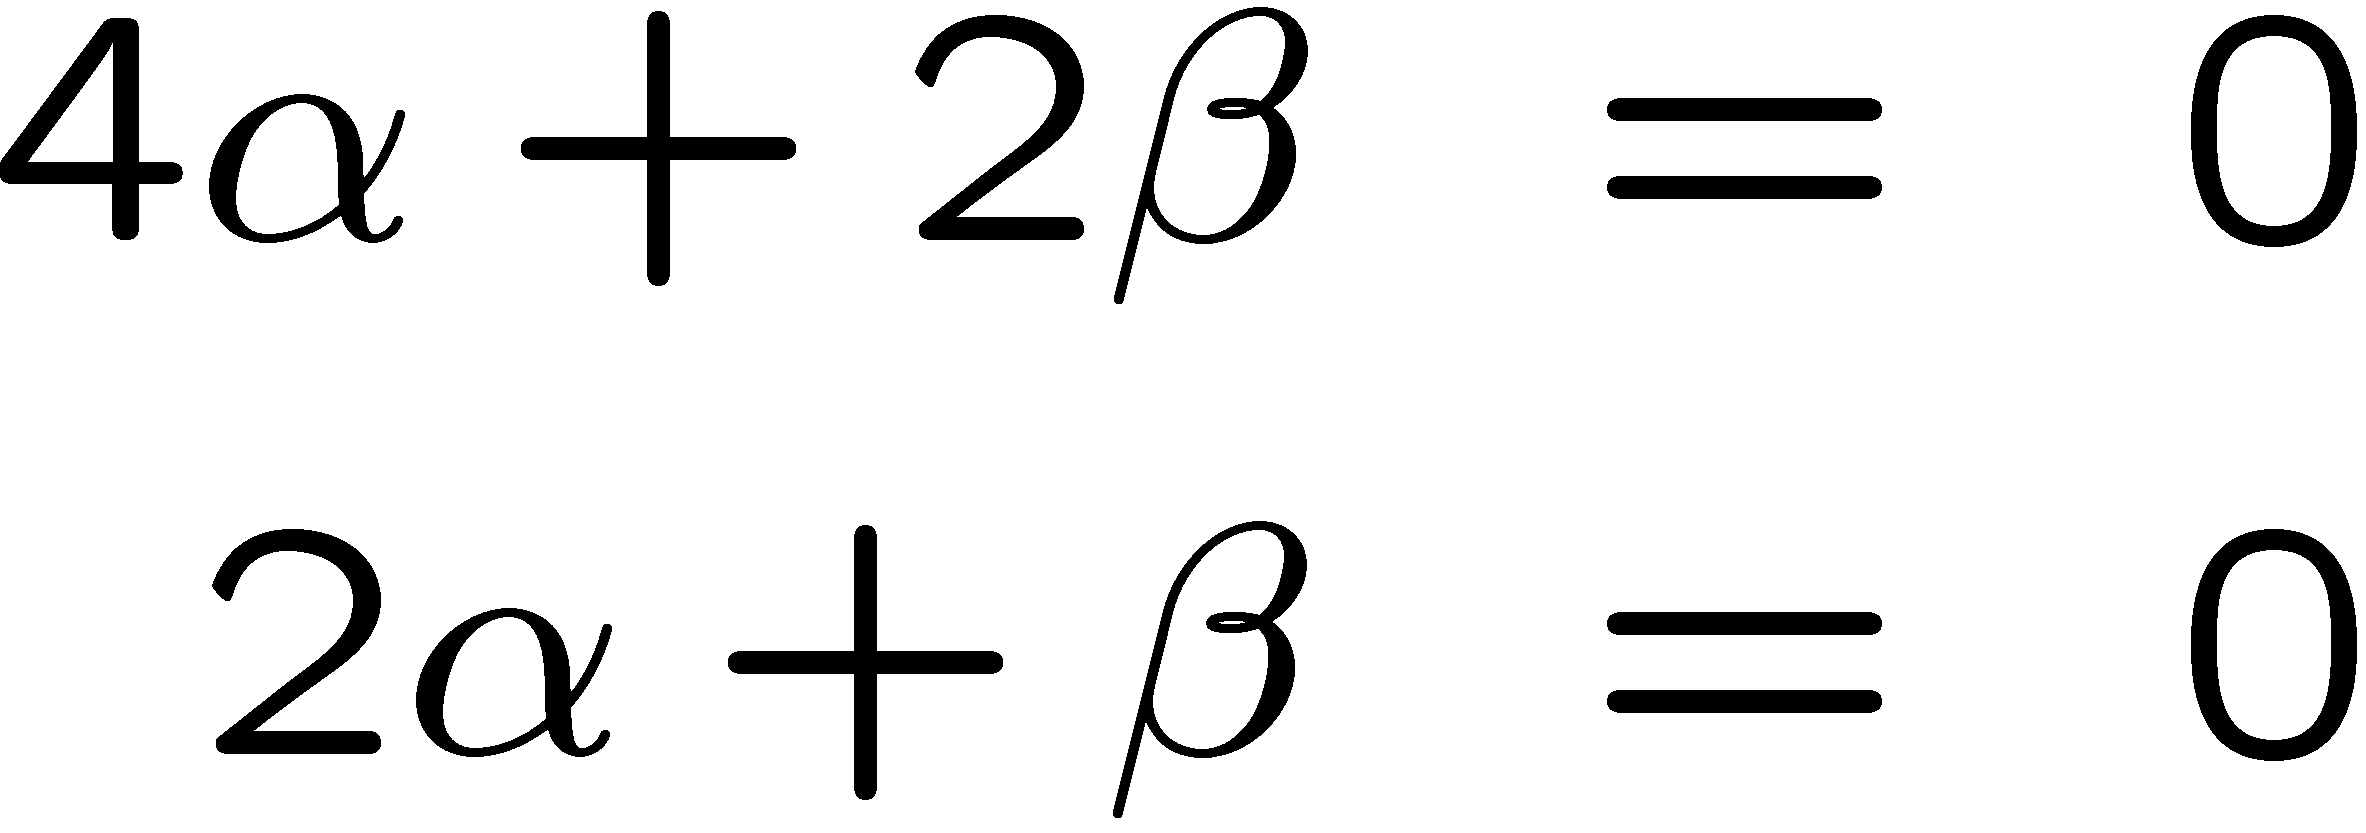 4α + 2β = 0
2α + β = 0